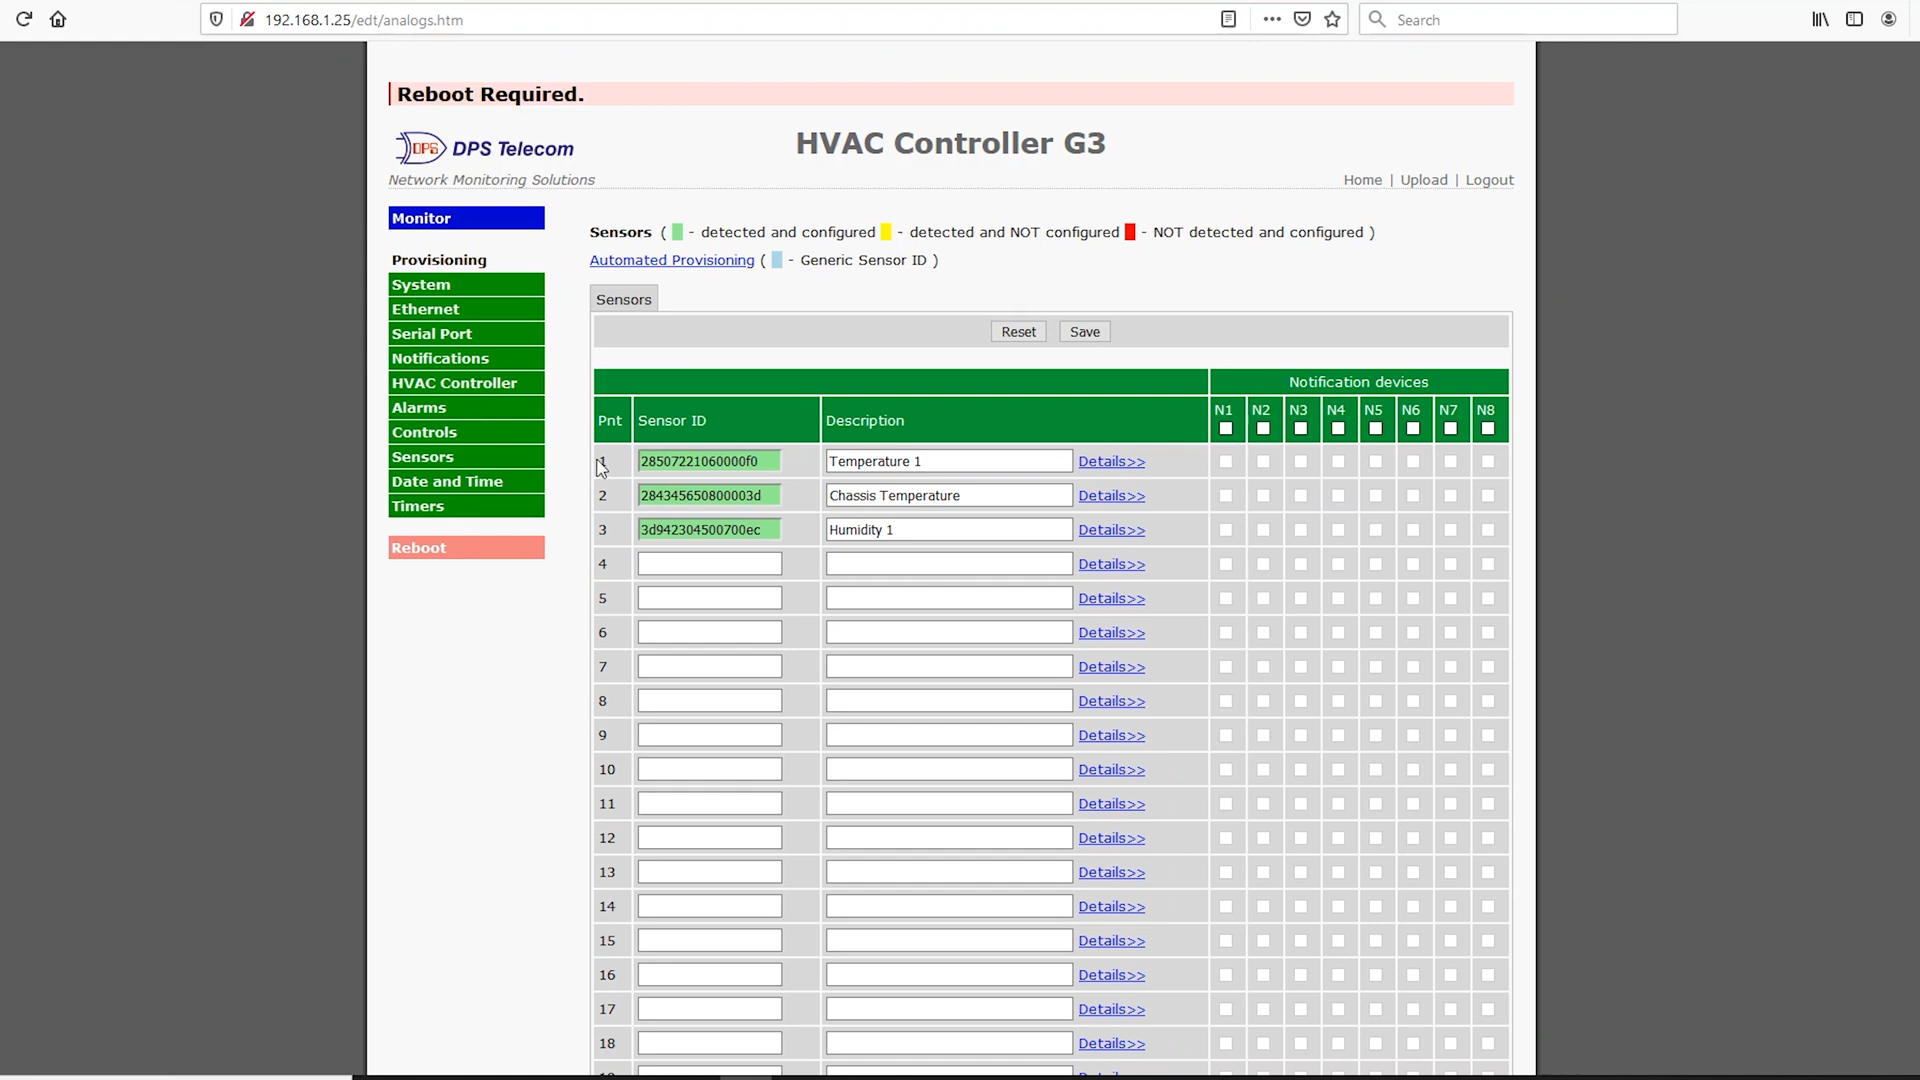 192.168.1.25/edt/analogs.htm
Search
Reboot Required.
DPS DPS Telecom
HVAC Controller G3
Network Monitoring Solutions
Home | Upload | Logout
Monitor
Provisioning
System
Ethernet
Serial Port
Notifications
HVAC Controller
Alarms
Controls
Sensors
Date and Time
Timers
Reboot
Sensors ( - detected and configured - detected and NOT configured - NOT detected and configured )
Automated Provisioning ( - Generic Sensor ID )
Sensors
Reset Save
Notification devices
Pnt Sensor ID Description N1 N2 N3 N4 N5 N6 N7 N8
1 28507221060000f0 Temperature 1 Details>>
2 284345650800003d Chassis Temperature Details>>
3 3d942304500700ec Humidity 1 Details>>
4 Details>>
5 Details>>
6 Details>>
7 Details>>
8 Details>>
9 Details>>
10 Details>>
11 Details>>
12 Details>>
13 Details>>
14 Details>>
15 Details>>
16 Details>>
17 Details>>
18 Details>>